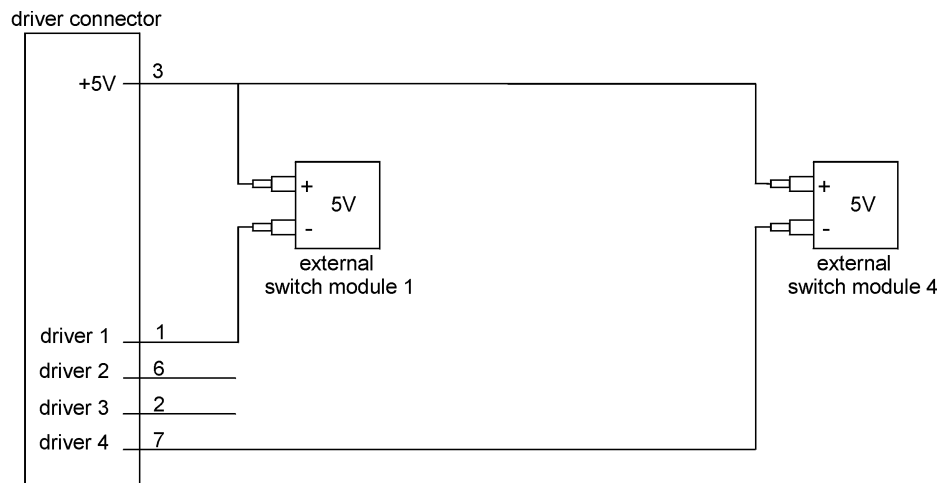 driver connector
+5V
3
+
5V
-
external
switch module 1
+
5V
-
external
switch module 4
driver 1
1
driver 2
6
driver 3
2
driver 4
7